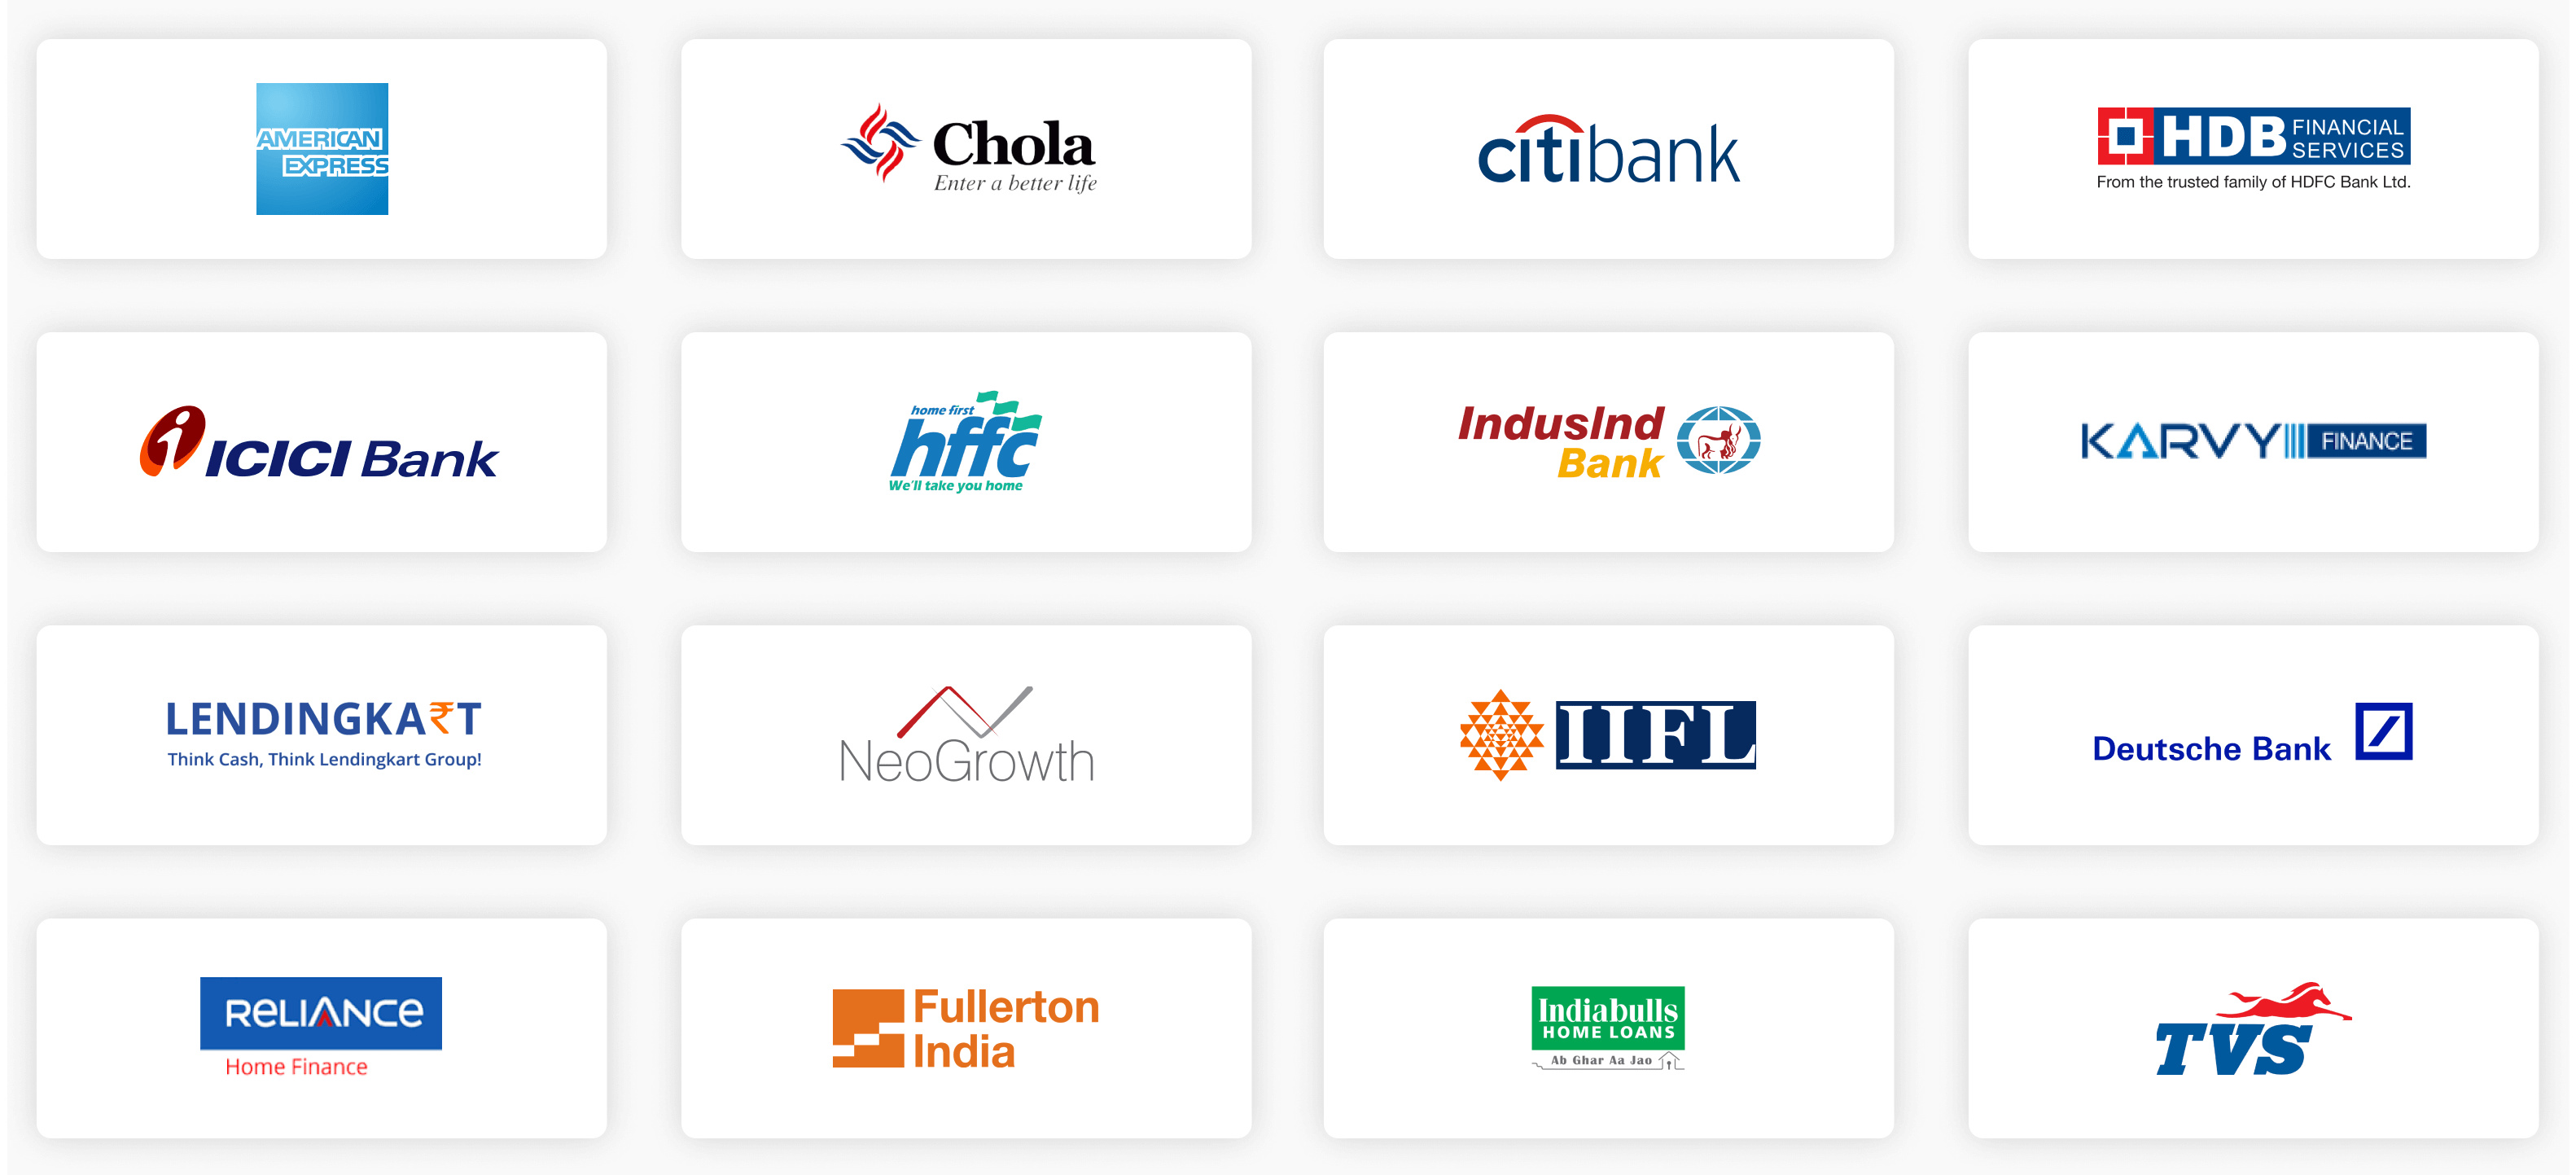 AMERICAN
EXPRESS
Chola
Enter a better life
citibank
HDB FINANCIAL
SERVICES
From the trusted family of HDFC Bank Ltd.
i ICICI Bank
home first
hffc
We'll take you home
IndusInd
Bank
KARVY FINANCE
LENDINGKA₹T
Think Cash, Think Lendingkart Group!
NeoGrowth
IIFL
Deutsche Bank
RELIANCE
Home Finance
Fullerton
India
Indiabulls
HOME LOANS
Ab Ghar Aa Jao
TVS